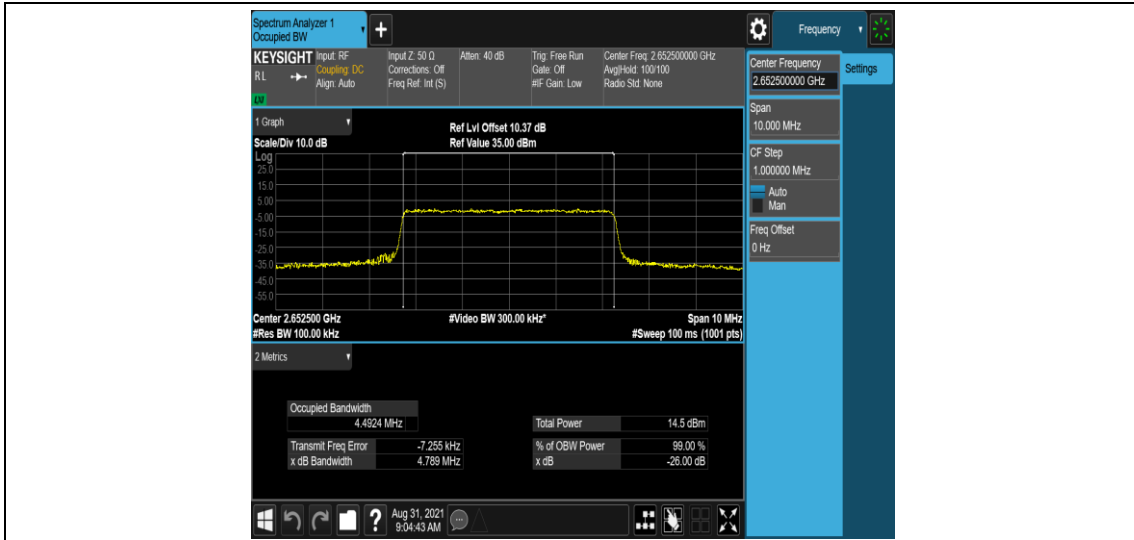 Spectrum Analyzer 1
Occupied BW
Frequency
KEYSIGHT
RL
Input: RF
Coupling: DC
Align: Auto
Input Z: 50 Ω
Corrections: Off
Freq Ref: Int (S)
Atten: 40 dB
Trig: Free Run
Gate: Off
#IF Gain: Low
Center Freq: 2.652500000 GHz
Avg|Hold: 100/100
Radio Std: None
Center Frequency
2.652500000 GHz
Settings
Span
10.000 MHz
CF Step
1.000000 MHz
Auto
Man
Freq Offset
0 Hz
1 Graph
Scale/Div 10.0 dB
Ref Lvl Offset 10.37 dB
Ref Value 35.00 dBm
Log
25.0
15.0
5.00
-5.00
-15.0
-25.0
-35.0
-45.0
-55.0
Center 2.652500 GHz
#Video BW 300.00 kHz*
Span 10 MHz
#Res BW 100.00 kHz
#Sweep 100 ms (1001 pts)
2 Metrics
Occupied Bandwidth
4.4924 MHz
Total Power 14.5 dBm
Transmit Freq Error -7.255 kHz
% of OBW Power 99.00 %
x dB Bandwidth 4.789 MHz
x dB -26.00 dB
?
Aug 31, 2021
9:04:43 AM